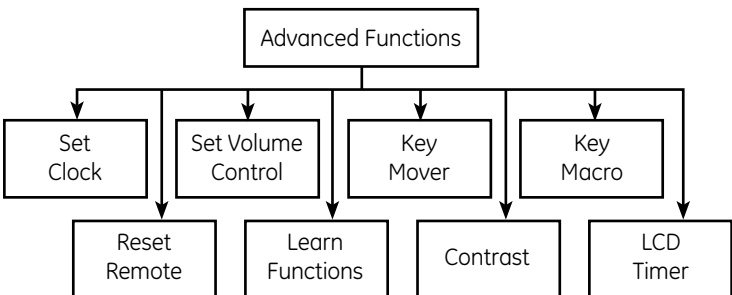 Advanced Functions
Set
Clock
Set Volume
Control
Key
Mover
Key
Macro
Reset
Remote
Learn
Functions
Contrast
LCD
Timer